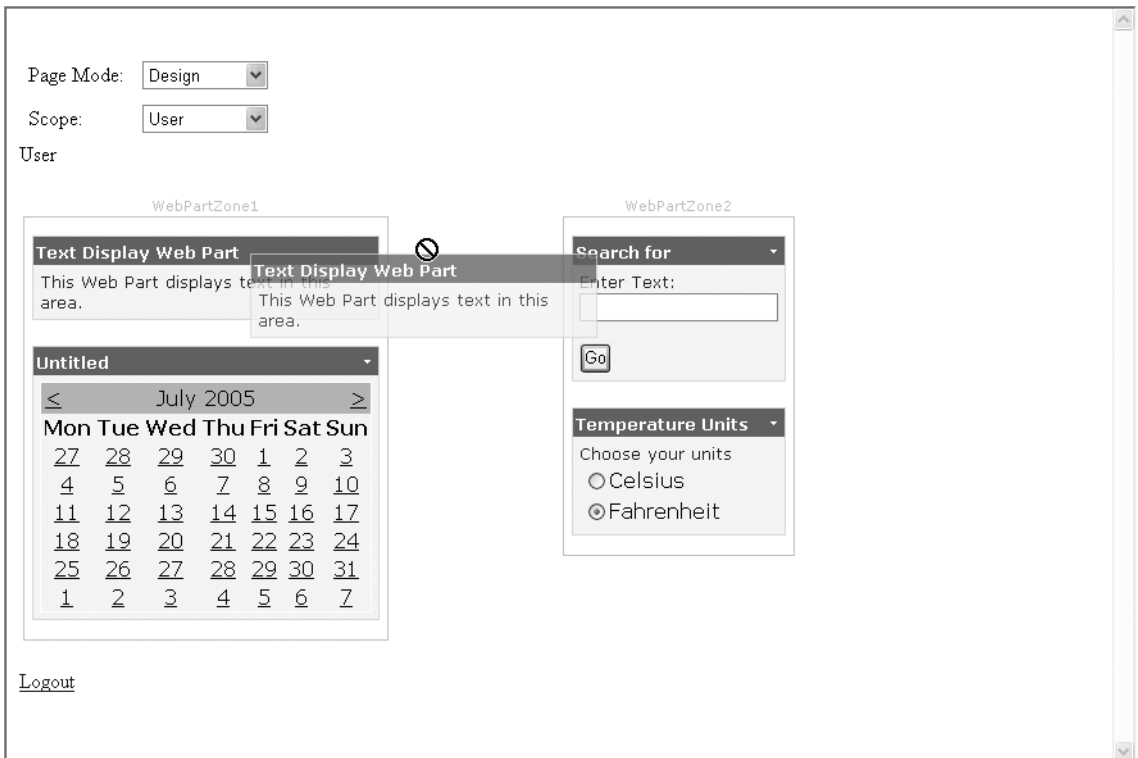 Page Mode: Design
Scope: User
User
WebPartZone1
Text Display Web Part
This Web Part displays text in this
area.
Text Display Web Part
This Web Part displays text in this
area.
Untitled
< July 2005 >
Mon Tue Wed Thu Fri Sat Sun
27 28 29 30 1 2 3
4 5 6 7 8 9 10
11 12 13 14 15 16 17
18 19 20 21 22 23 24
25 26 27 28 29 30 31
1 2 3 4 5 6 7
WebPartZone2
Search for
Enter Text:
Go
Temperature Units
Choose your units
Celsius
Fahrenheit
Logout